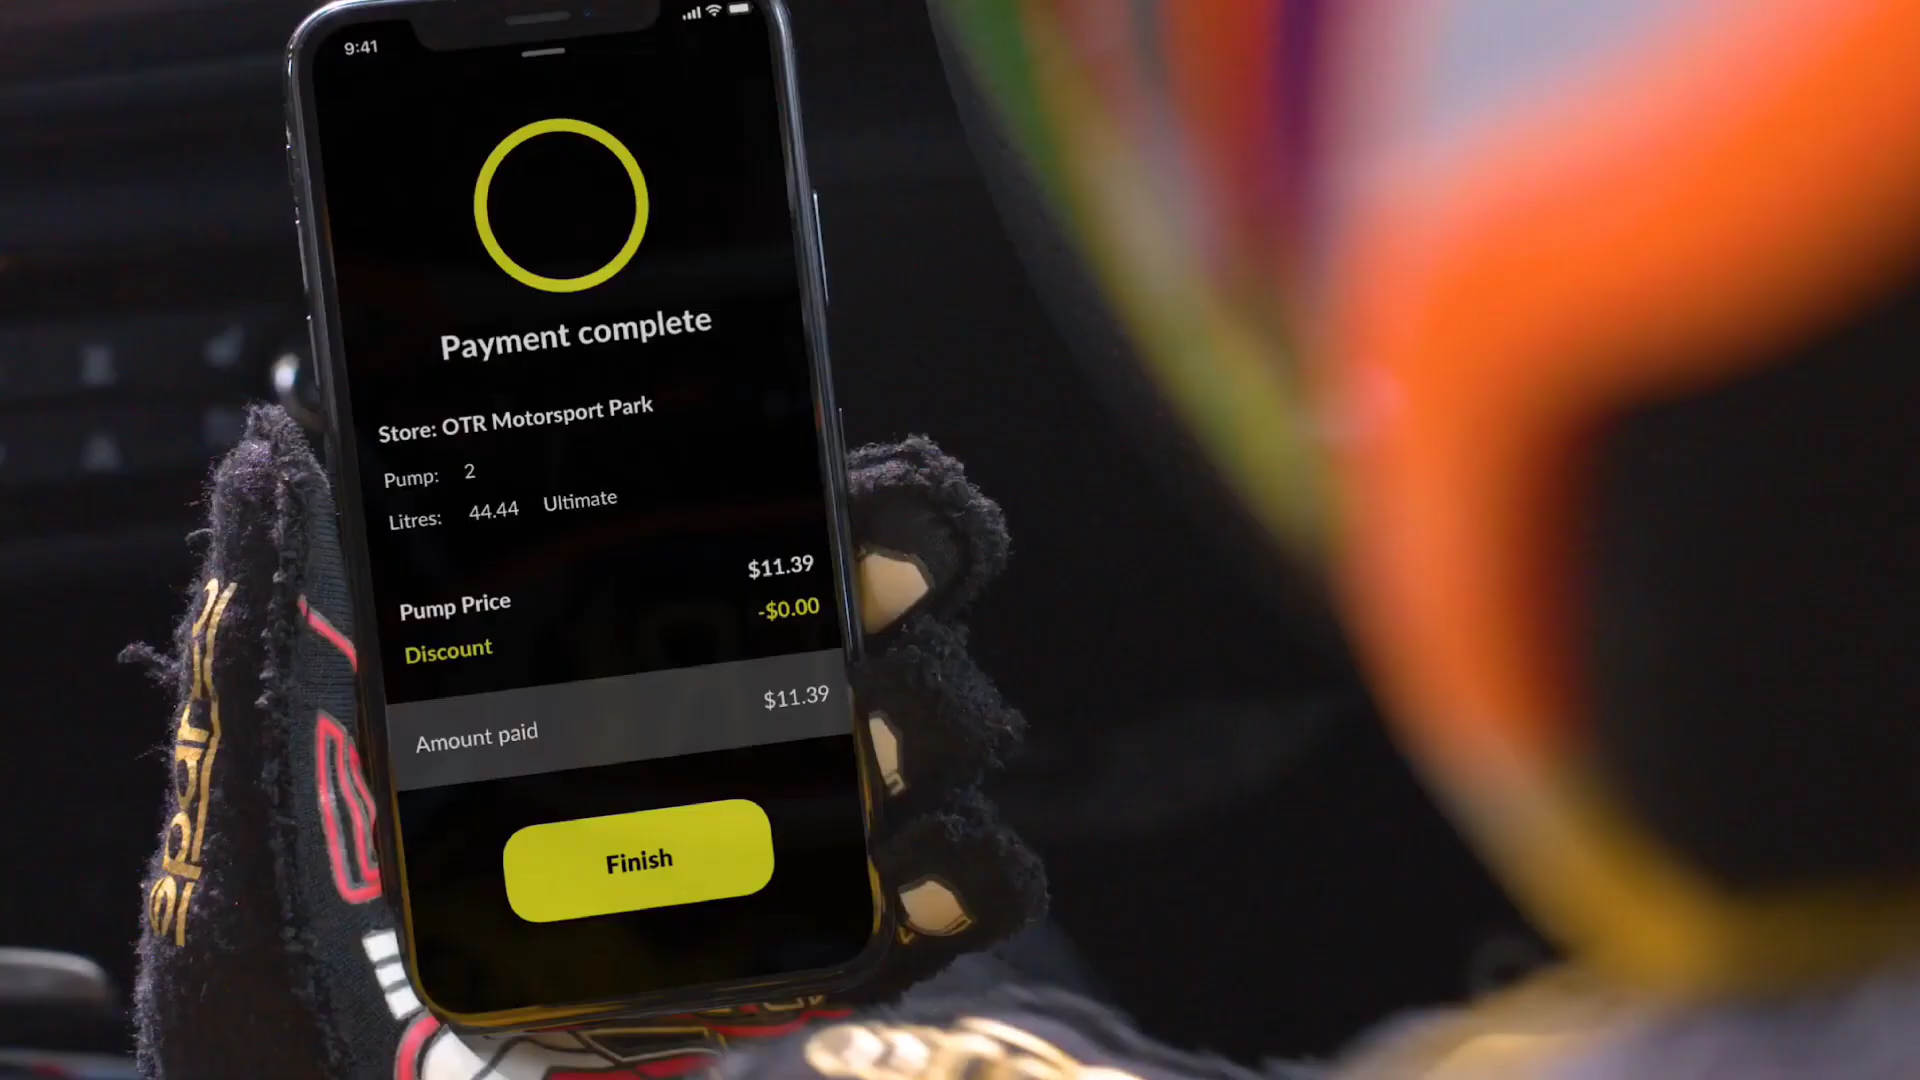 9:41
Payment complete
Store: OTR Motorsport Park
Pump: 2
Litres: 44.44 Ultimate
$11.39
Pump Price
-$0.00
Discount
$11.39
Amount paid
Finish
sparco